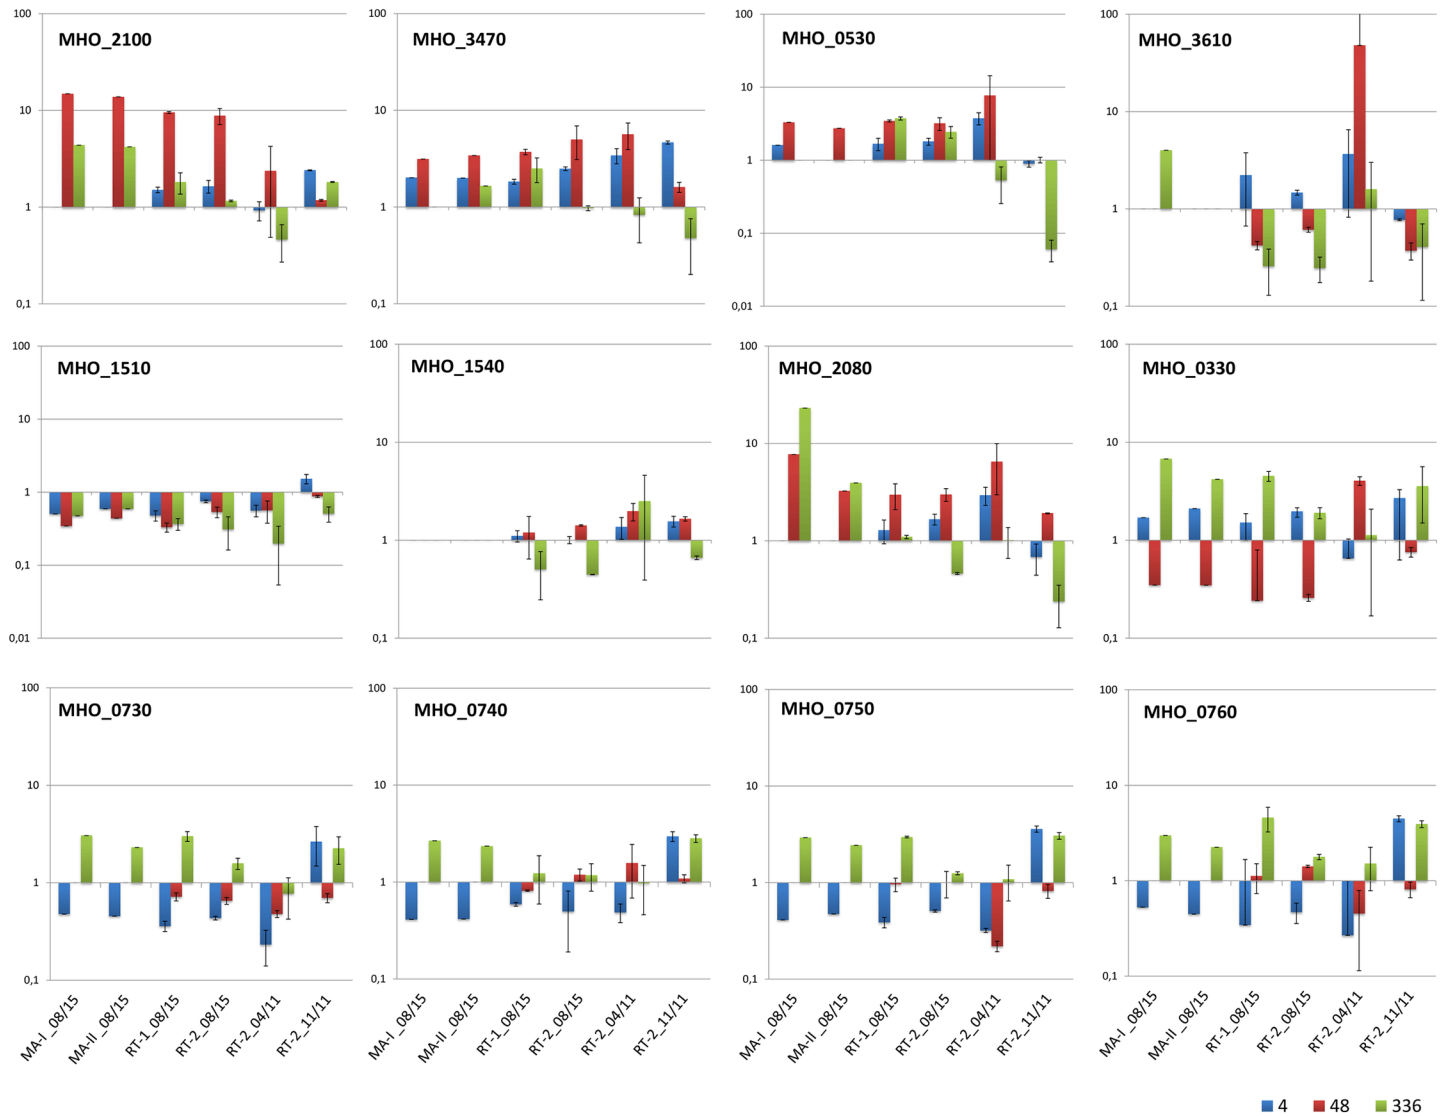 MHO_2100
100
10
1
0,1
MHO_3470
100
10
1
0,1
MHO_0530
100
10
1
0,1
0,01
MHO_3610
100
10
1
0,1
MHO_1510
100
10
1
0,1
0,01
MHO_1540
100
10
1
0,1
MHO_2080
100
10
1
0,1
MHO_0330
100
10
1
0,1
MHO_0730
100
10
1
0,1
MA-I_08/15
MA-II_08/15
RT-1_08/15
RT-2_08/15
RT-2_04/11
RT-2_11/11
MHO_0740
100
10
1
0,1
MA-I_08/15
MA-II_08/15
RT-1_08/15
RT-2_08/15
RT-2_04/11
RT-2_11/11
MHO_0750
100
10
1
0,1
MA-I_08/15
MA-II_08/15
RT-1_08/15
RT-2_08/15
RT-2_04/11
RT-2_11/11
MHO_0760
100
10
1
0,1
MA-I_08/15
MA-II_08/15
RT-1_08/15
RT-2_08/15
RT-2_04/11
RT-2_11/11
4 48 336